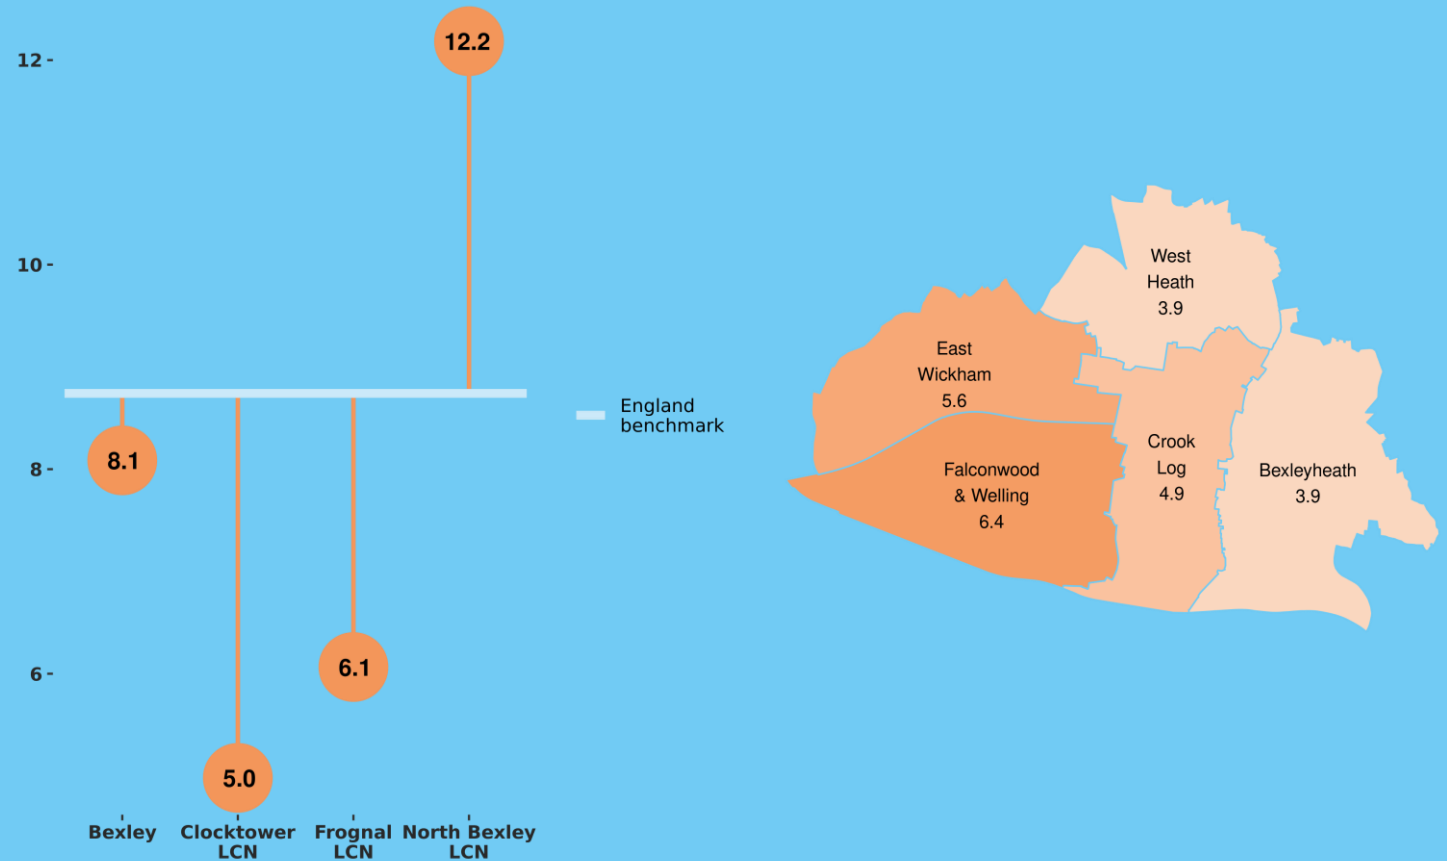 12
10
8
6
12.2
8.1
6.1
5.0
Bexley
Clocktower
LCN
Frognal
LCN
North Bexley
LCN
England
benchmark
West
Heath
3.9
East
Wickham
5.6
Crook
Log
4.9
Falconwood
& Welling
6.4
Bexleyheath
3.9